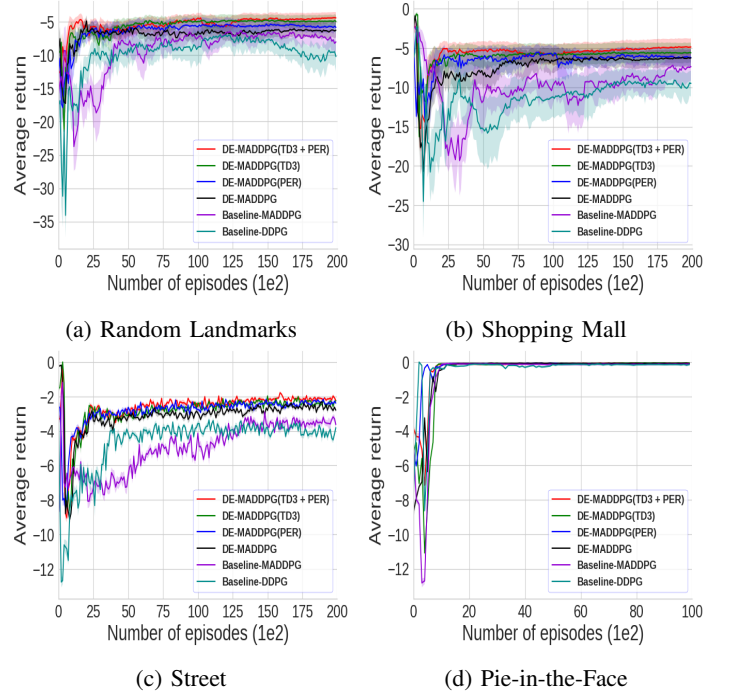 −5
−10
−15
−20
−25
−30
−35
Average return
0 25 50 75 100 125 150 175 200
Number of episodes (1e2)
DE-MADDPG(TD3 + PER)
DE-MADDPG(TD3)
DE-MADDPG(PER)
DE-MADDPG
Baseline-MADDPG
Baseline-DDPG
(a) Random Landmarks
0
−5
−10
−15
−20
−25
−30
Average return
0 25 50 75 100 125 150 175 200
Number of episodes (1e2)
DE-MADDPG(TD3 + PER)
DE-MADDPG(TD3)
DE-MADDPG(PER)
DE-MADDPG
Baseline-MADDPG
Baseline-DDPG
(b) Shopping Mall
0
−2
−4
−6
−8
−10
−12
Average return
0 25 50 75 100 125 150 175 200
Number of episodes (1e2)
DE-MADDPG(TD3 + PER)
DE-MADDPG(TD3)
DE-MADDPG(PER)
DE-MADDPG
Baseline-MADDPG
Baseline-DDPG
(c) Street
0
−2
−4
−6
−8
−10
−12
Average return
0 20 40 60 80 100
Number of episodes (1e2)
DE-MADDPG(TD3 + PER)
DE-MADDPG(TD3)
DE-MADDPG(PER)
DE-MADDPG
Baseline-MADDPG
Baseline-DDPG
(d) Pie-in-the-Face